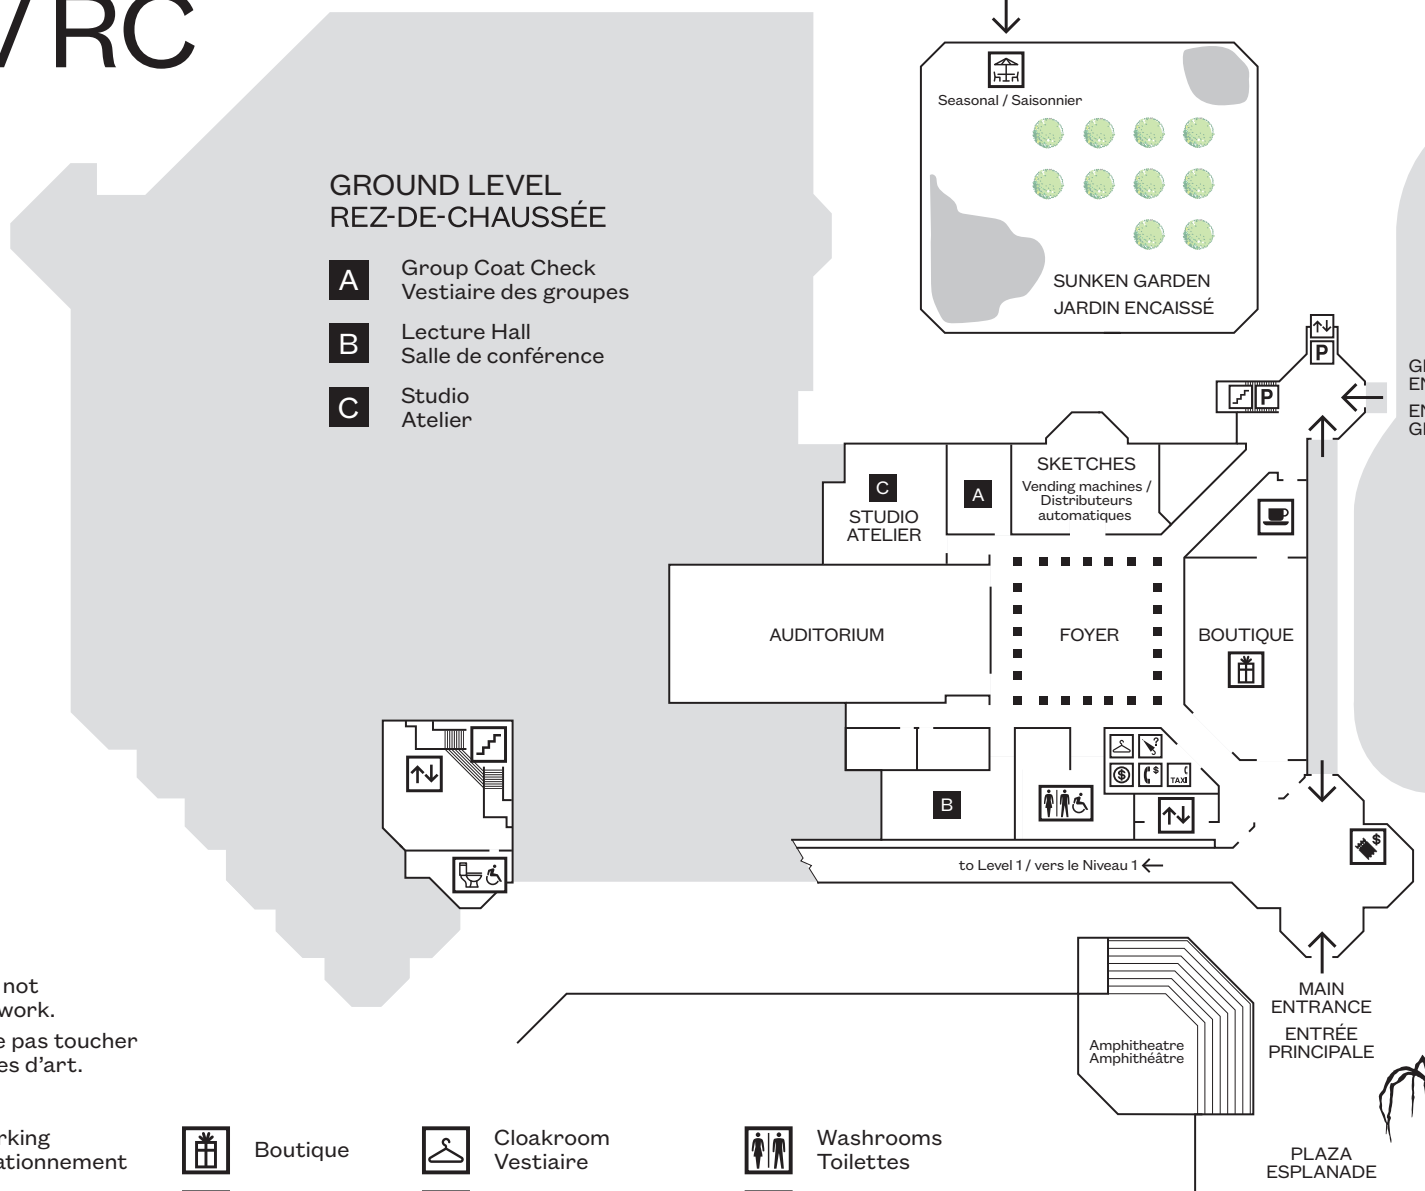 / RC
Seasonal / Saisonnier
SUNKEN GARDEN
JARDIN ENCAISSÉ
GROUND LEVEL
REZ-DE-CHAUSSÉE
A
Group Coat Check
Vestiaire des groupes
B
Lecture Hall
Salle de conférence
C
Studio
Atelier
P
P
C
STUDIO
ATELIER
A
SKETCHES
Vending machines /
Distributeurs
automatiques
AUDITORIUM
FOYER
BOUTIQUE
?
$
$
TAXI
B
$
to Level 1 / vers le Niveau 1
MAIN
ENTRANCE
ENTRÉE
PRINCIPALE
Amphitheatre
Amphithéâtre
PLAZA
ESPLANADE
not
work.
pas toucher
d'art.
Boutique
Cloakroom
Vestiaire
Washrooms
Toilettes